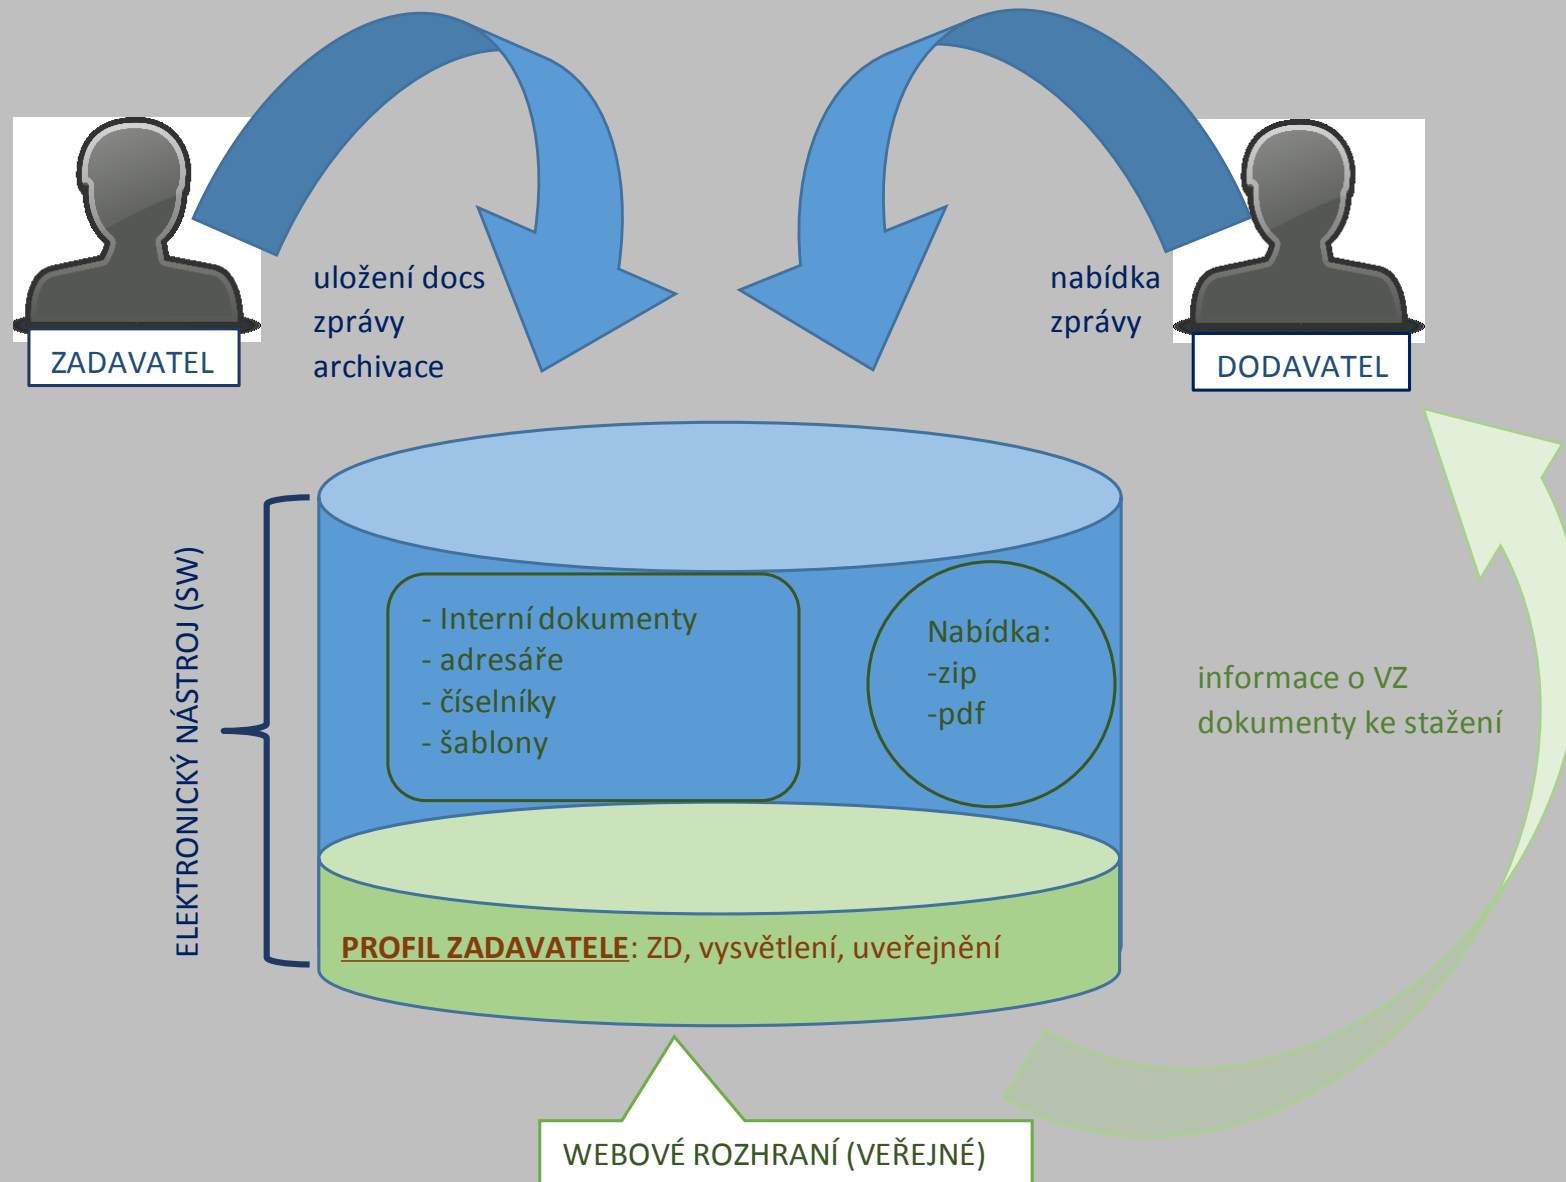 uložení docs
zprávy
archivace
ZADAVATEL
nabídka
zprávy
DODAVATEL
ELEKTRONICKÝ NÁSTROJ (SW)
- Interní dokumenty
- adresáře
- číselníky
- šablony
Nabídka:
-zip
-pdf
informace o VZ
dokumenty ke stažení
PROFIL ZADAVATELE: ZD, vysvětlení, uveřejnění
WEBOVÉ ROZHRANÍ (VEŘEJNÉ)